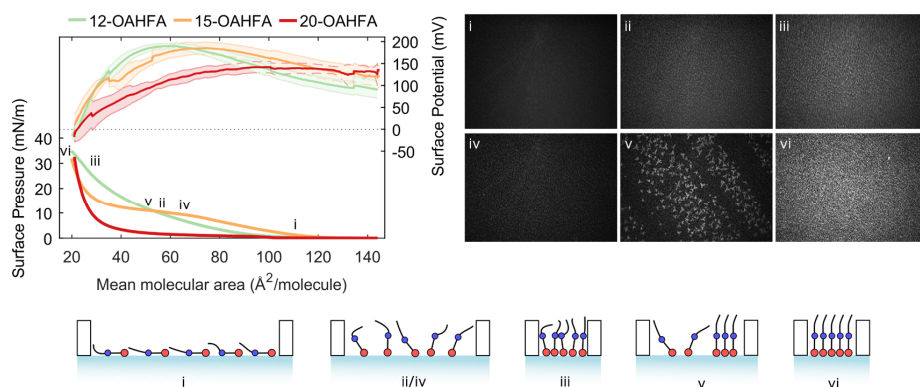 12-OAHFA 15-OAHFA 20-OAHFA
Surface Potential (mV)
200
150
100
50
0
-50
Surface Pressure (mN/m)
40
30
20
10
0
vi
iii
v ii iv
i
20 40 60 80 100 120 140
Mean molecular area (Å²/molecule)
i ii iii
iv v vi
i ii/iv iii v vi